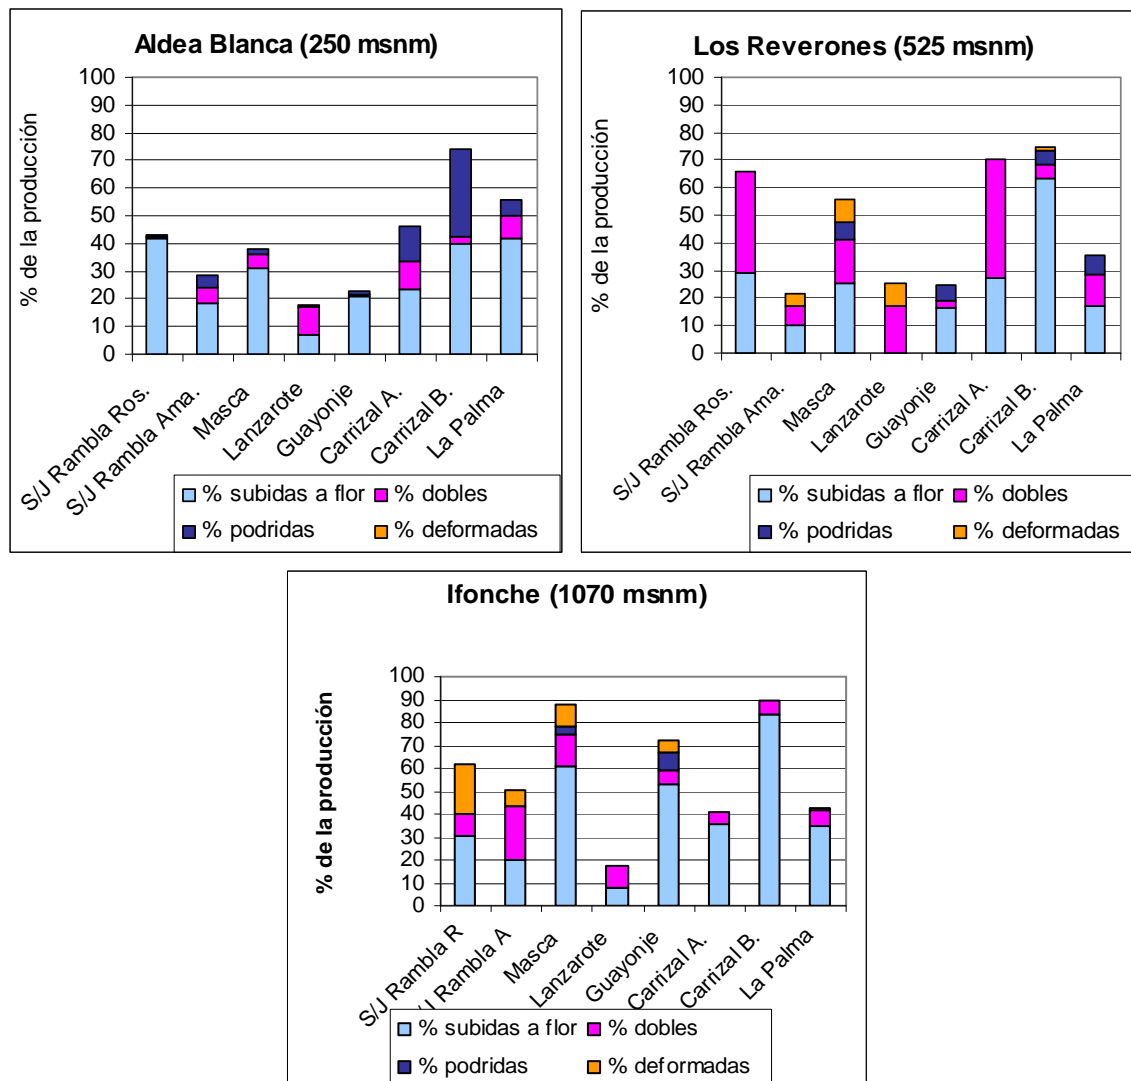 Aldea Blanca (250 msnm)
% de la producción
100
90
80
70
60
50
40
30
20
10
0
S/J Rambla Ros.
S/J Rambla Ama.
Masca
Lanzarote
Guayonje
Carrizal A.
Carrizal B.
La Palma
% subidas a flor % dobles
% podridas % deformadas
Los Reverones (525 msnm)
% de la producción
100
90
80
70
60
50
40
30
20
10
0
S/J Rambla Ros.
S/J Rambla Ama.
Masca
Lanzarote
Guayonje
Carrizal A.
Carrizal B.
La Palma
% subidas a flor % dobles
% podridas % deformadas
Ifonche (1070 msnm)
% de la producción
100
90
80
70
60
50
40
30
20
10
0
S/J Rambla R
/J Rambla A
Masca
Lanzarote
Guayonje
Carrizal A.
Carrizal B.
La Palma
% subidas a flor % dobles
% podridas % deformadas